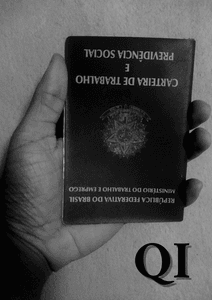 REPÚBLICA FEDERATIVA DO BRASIL
MINISTÉRIO DO TRABALHO E EMPREGO
CARTEIRA DE TRABALHO
E
PREVIDÊNCIA SOCIAL
QI